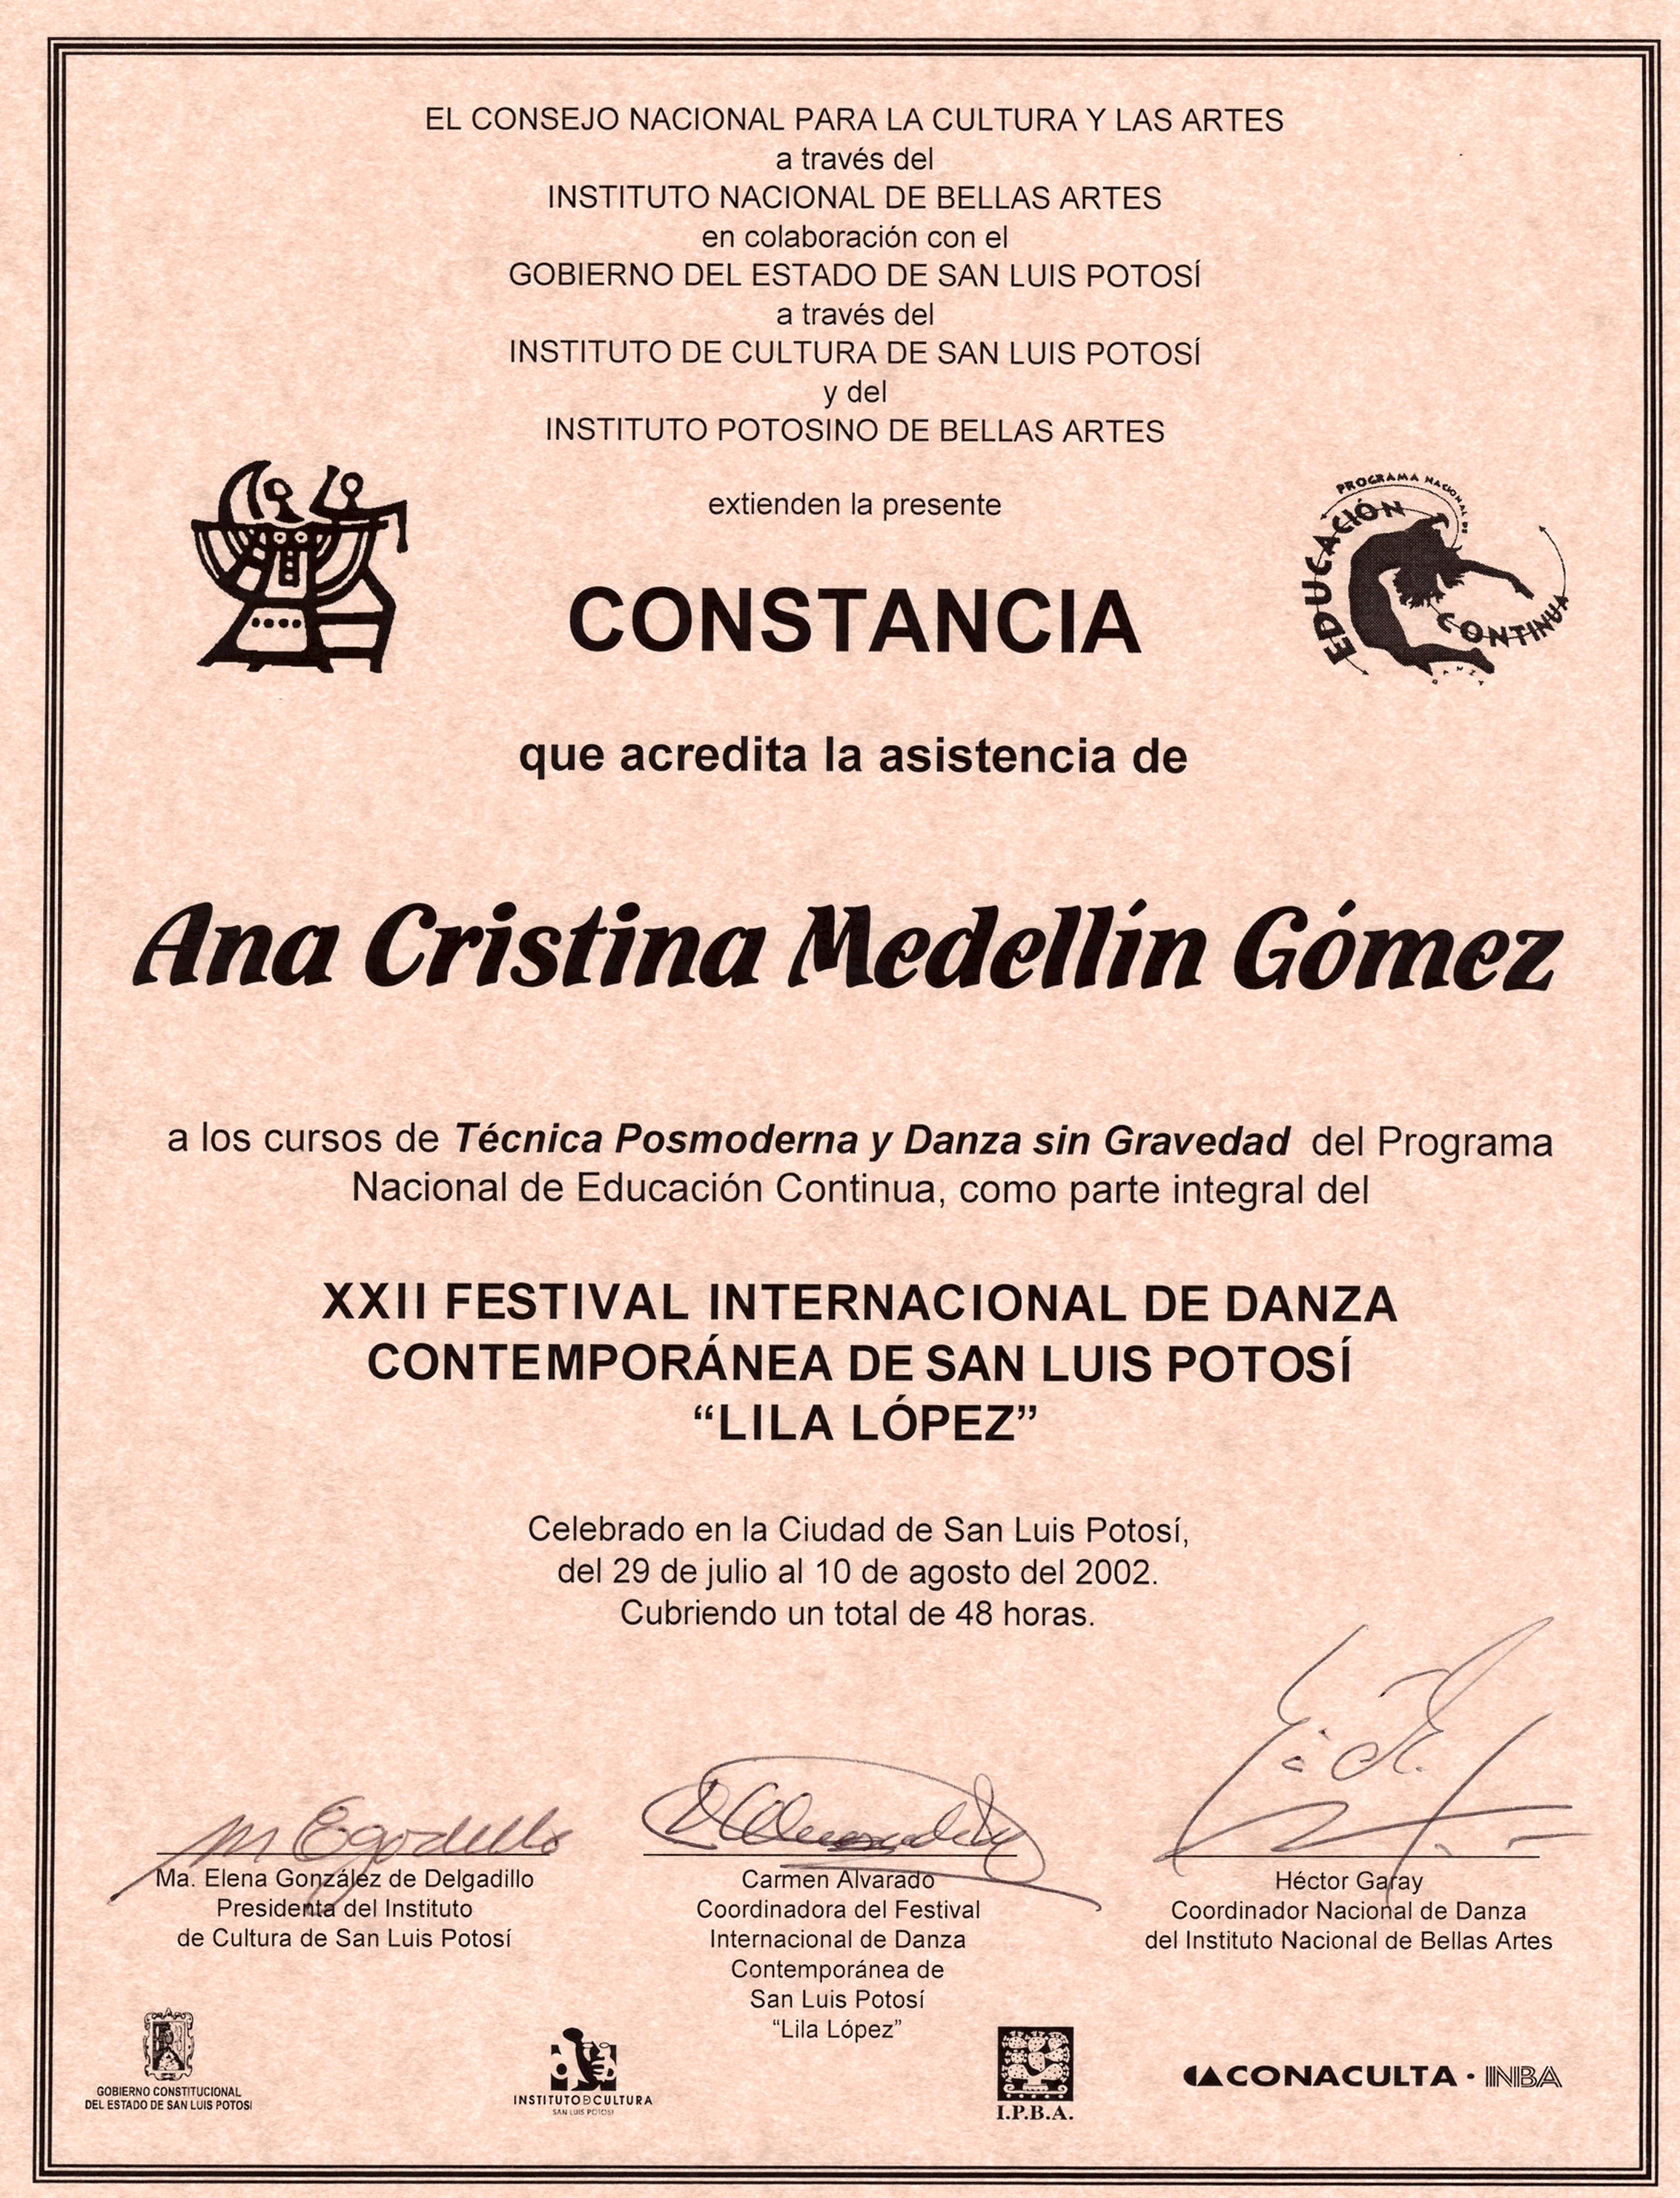 EL CONSEJO NACIONAL PARA LA CULTURA Y LAS ARTES
a través del
INSTITUTO NACIONAL DE BELLAS ARTES
en colaboración con el
GOBIERNO DEL ESTADO DE SAN LUIS POTOSÍ
a través del
INSTITUTO DE CULTURA DE SAN LUIS POTOSÍ
y del
INSTITUTO POTOSINO DE BELLAS ARTES
extienden la presente
PROGRAMA NACIONAL DE
EDUCACIÓN
CONTINUA
DANZA
CONSTANCIA
que acredita la asistencia de
Ana Cristina Medellín Gómez
a los cursos de Técnica Posmoderna y Danza sin Gravedad del Programa
Nacional de Educación Continua, como parte integral del
XXII FESTIVAL INTERNACIONAL DE DANZA
CONTEMPORÁNEA DE SAN LUIS POTOSÍ
“LILA LÓPEZ”
Celebrado en la Ciudad de San Luis Potosí,
del 29 de julio al 10 de agosto del 2002.
Cubriendo un total de 48 horas.
Ma. Elena González de Delgadillo
Presidenta del Instituto
de Cultura de San Luis Potosí
Carmen Alvarado
Coordinadora del Festival
Internacional de Danza
Contemporánea de
San Luis Potosí
“Lila López”
Héctor Garay
Coordinador Nacional de Danza
del Instituto Nacional de Bellas Artes
GOBIERNO CONSTITUCIONAL
DEL ESTADO DE SAN LUIS POTOSI
INSTITUTO DE CULTURA
SAN LUIS POTOSI
I.P.B.A.
CONACULTA · INBA